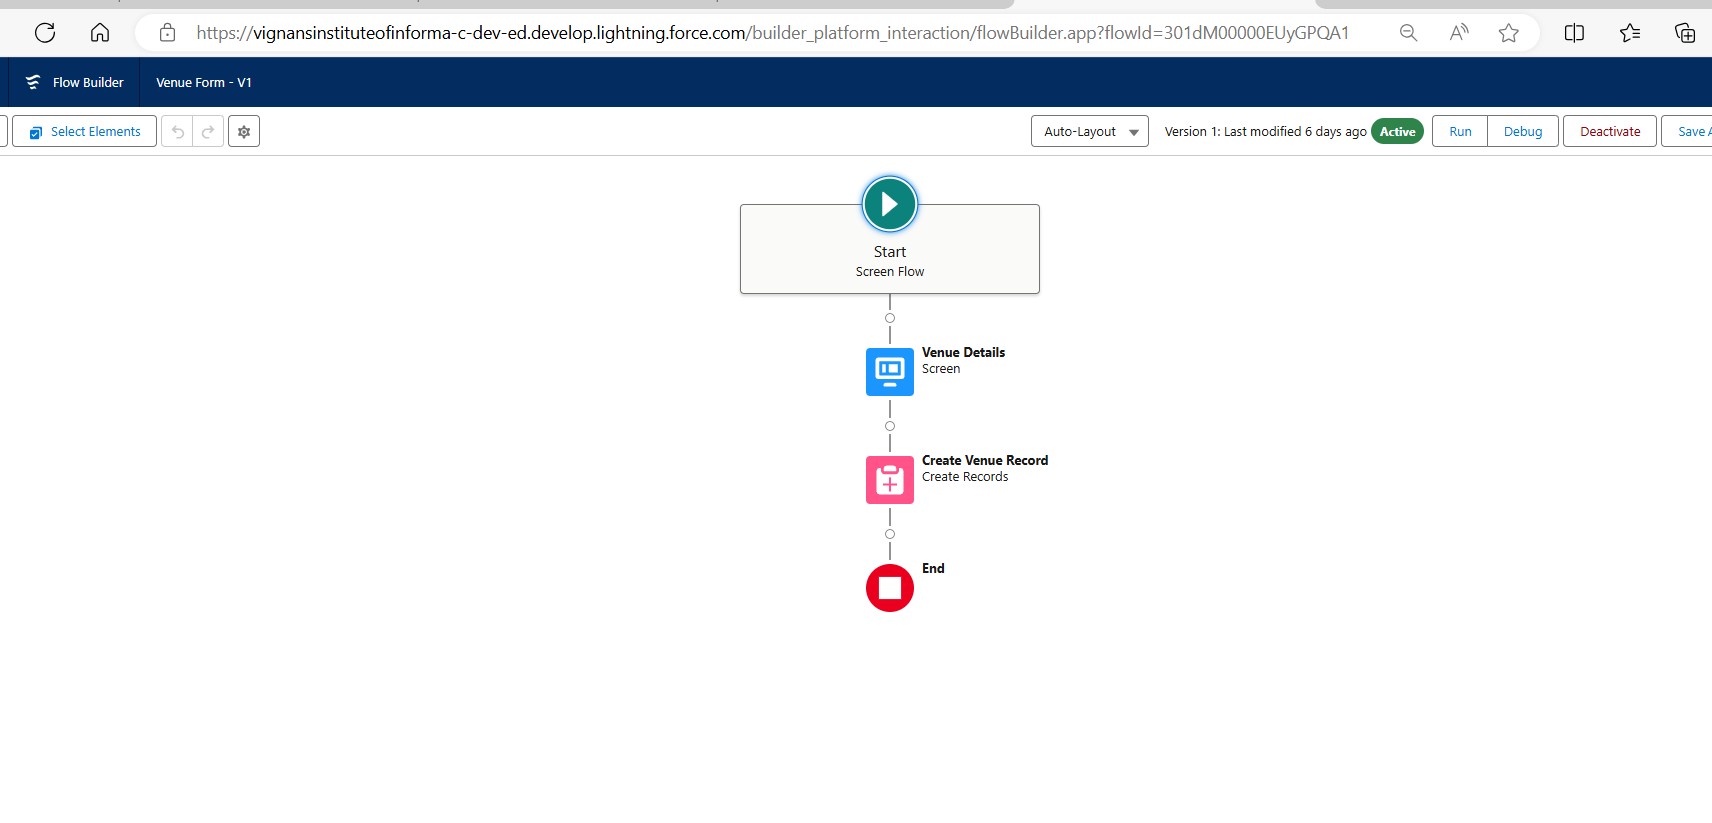 https://vignansinstituteofinforma-c-dev-ed.develop.lightning.force.com/builder_platform_interaction/flowBuilder.app?flowId=301dM00000EUyGPQA1
Flow Builder
Venue Form - V1
Select Elements
Auto-Layout
Version 1: Last modified 6 days ago
Active
Run
Debug
Deactivate
Save A
Start
Screen Flow
Venue Details
Screen
Create Venue Record
Create Records
End